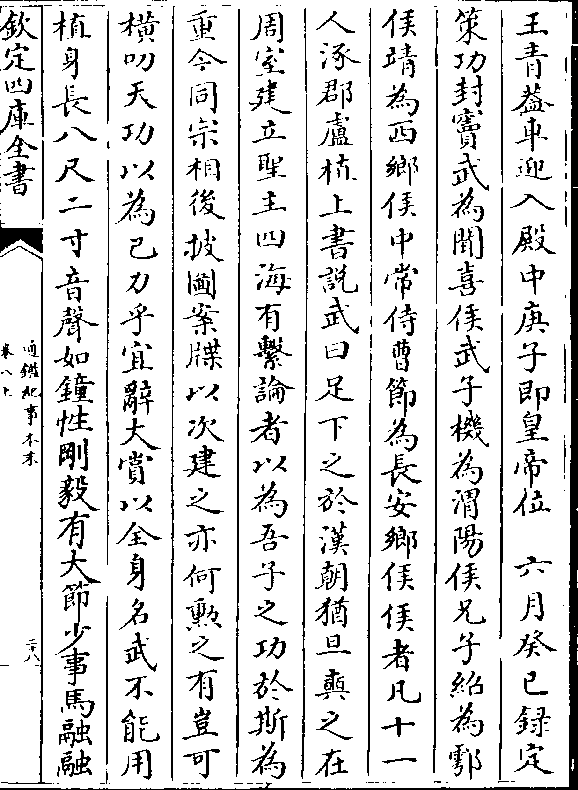 王青蓋車迎入殿中庚子即皇帝位　六月癸巳録定
策功封竇武為聞喜侯武子機為渭陽侯兄子紹為鄠
侯靖為西鄉侯中常侍曹節為長安鄉侯侯者凡十一
人涿郡盧植上書説武曰足下之於漢朝猶旦奭之在
周室建立聖主四海有繫論者以為吾子之功於斯為
重今同宗相後披圖案牒以次建之亦何勲之有豈可
橫叨天功以為己力乎宜辭大賞以全身名武不能用
植身長八尺二寸音聲如鐘性剛毅有大節少事馬融融
欽定四庫全書
通鑑紀事本末
卷八上
二十八